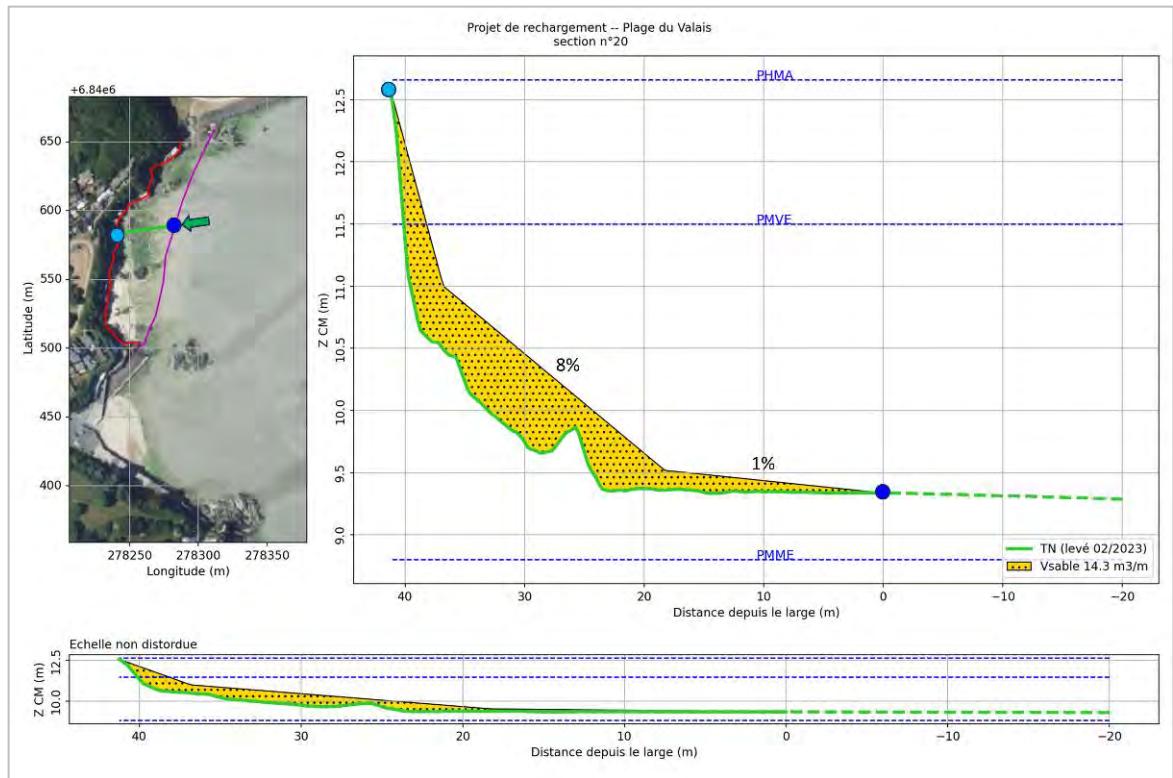 Projet de rechargement -- Plage du Valais
section n°20
+6.84e6
650
600
550
500
450
400
Latitude (m)
278250 278300 278350
Longitude (m)
PHMA
PMVE
PMME
8%
1%
12.5
12.0
11.5
11.0
10.5
10.0
9.5
9.0
Z CM (m)
TN (levé 02/2023)
Vsable 14.3 m3/m
40 30 20 10 0 −10 −20
Distance depuis le large (m)
Echelle non distordue
12.5
10.0
Z CM (m)
40 30 20 10 0 −10 −20
Distance depuis le large (m)